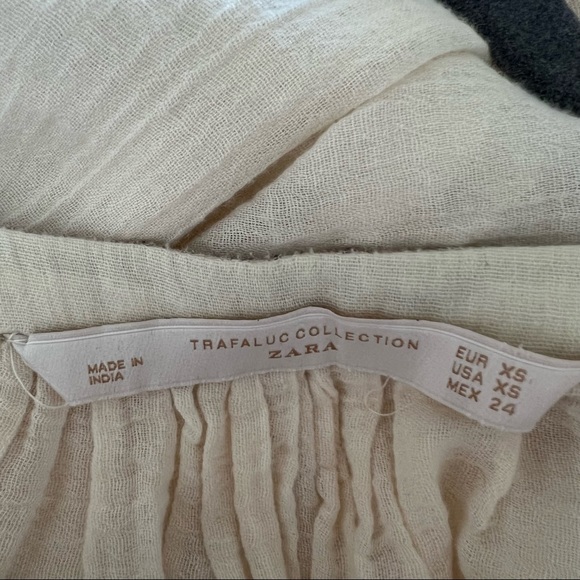 MADE IN
INDIA
TRAFALUC COLLECTION
ZARA
EUR XS
USA XS
MEX 24